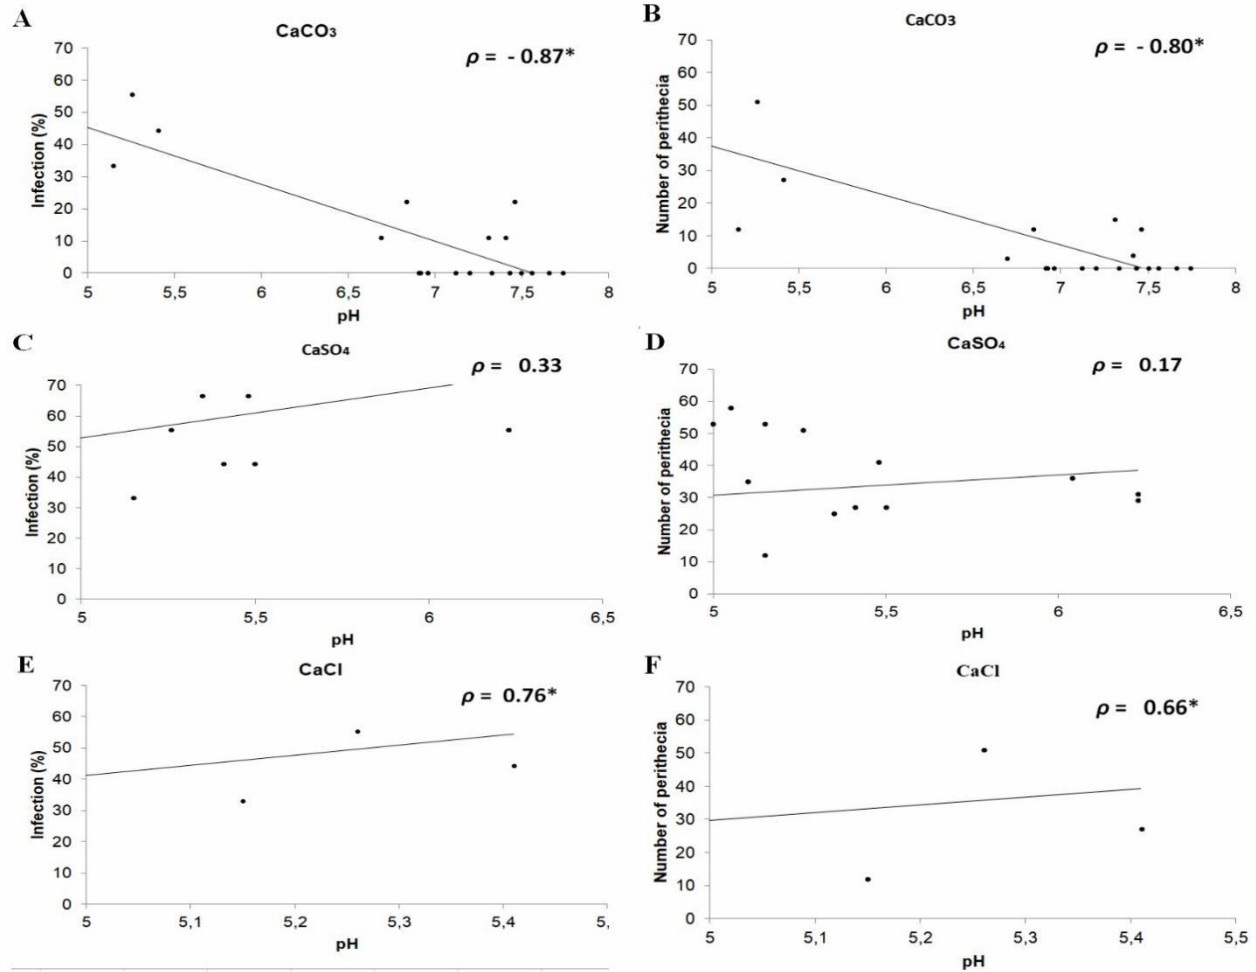 A
CaCO₃
ρ = - 0.87*
Infection (%)
70
60
50
40
30
20
10
0
5
5,5
6
6,5
7
7,5
8
pH
B
CaCO3
ρ = - 0.80*
Number of perithecia
70
60
50
40
30
20
10
0
5
5,5
6
6,5
7
7,5
8
pH
C
CaSO₄
ρ = 0.33
Infection (%)
70
60
50
40
30
20
10
0
5
5,5
6
6,5
pH
D
CaSO₄
ρ = 0.17
Number of perithecia
70
60
50
40
30
20
10
0
5
5,5
6
6,5
pH
E
CaCl
ρ = 0.76*
Infection (%)
70
60
50
40
30
20
10
0
5
5,1
5,2
5,3
5,4
5,
pH
F
CaCl
ρ = 0.66*
Number of perithecia
70
60
50
40
30
20
10
0
5
5,1
5,2
5,3
5,4
5,5
pH